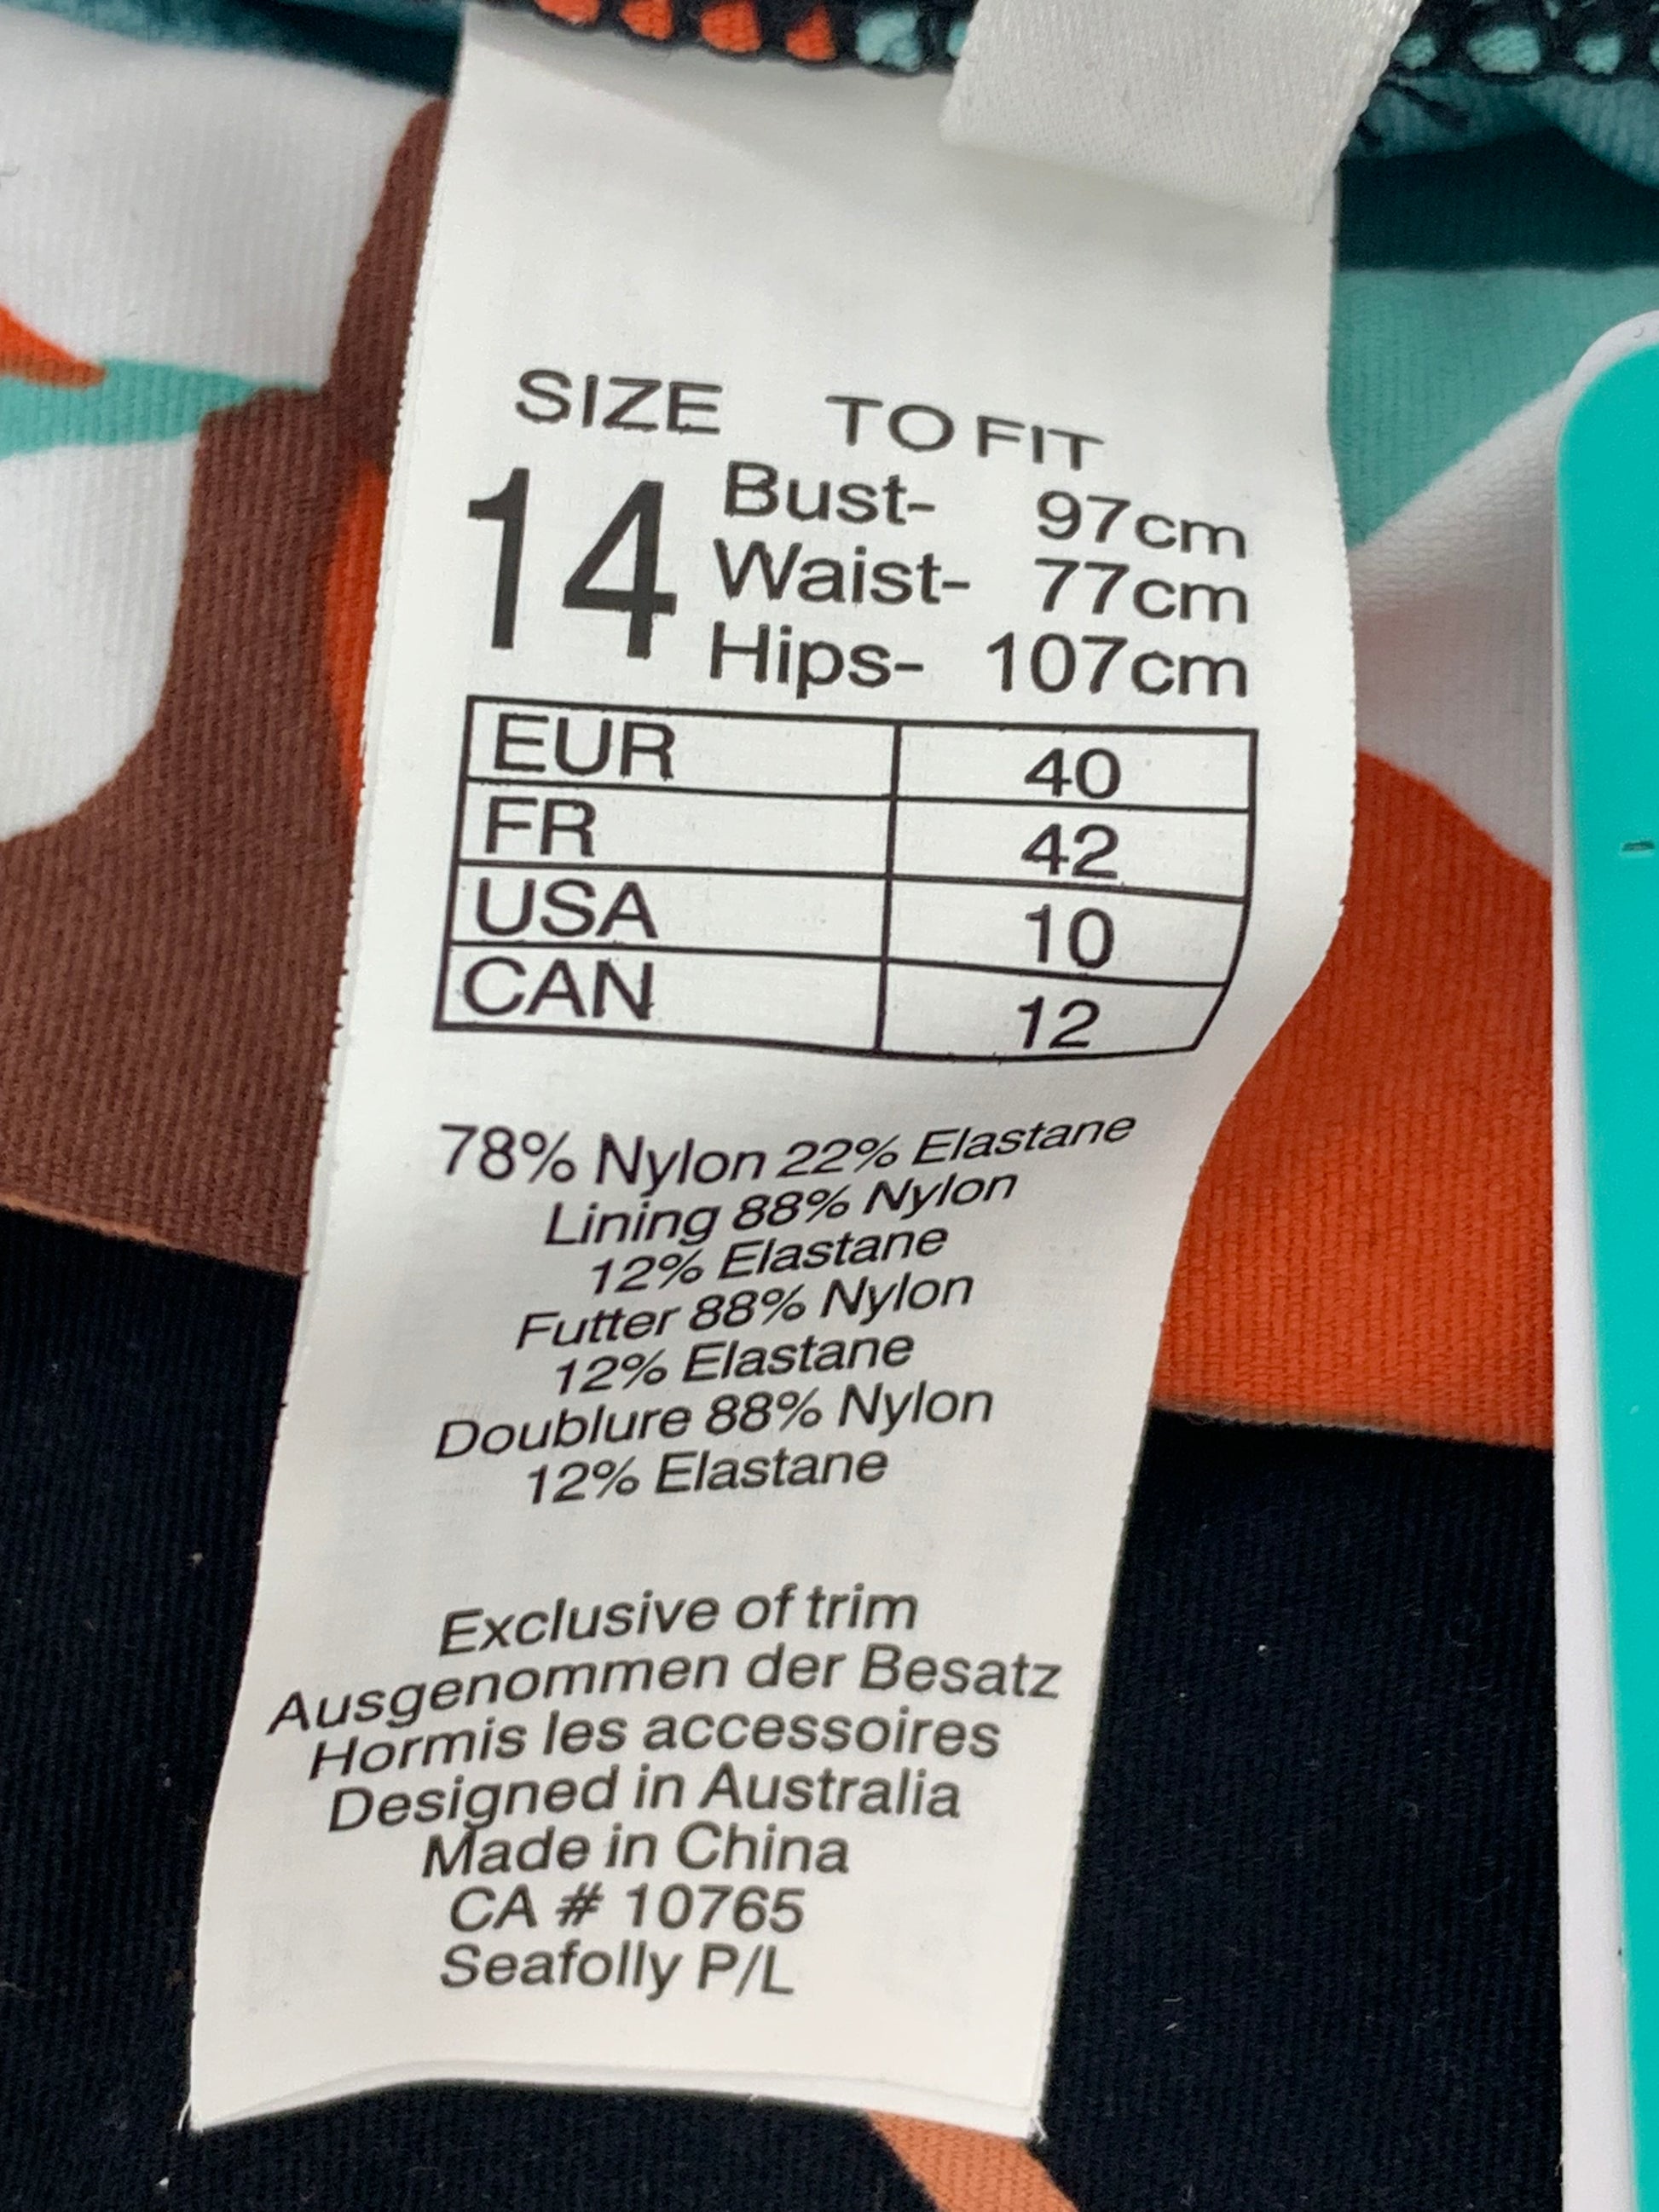 SIZE TO FIT
14 Bust- 97cm
Waist- 77cm
Hips- 107cm
EUR 40
FR 42
USA 10
CAN 12
78% Nylon 22% Elastane
Lining 88% Nylon
12% Elastane
Futter 88% Nylon
12% Elastane
Doublure 88% Nylon
12% Elastane
Exclusive of trim
Ausgenommen der Besatz
Hormis les accessoires
Designed in Australia
Made in China
CA # 10765
Seafolly P/L